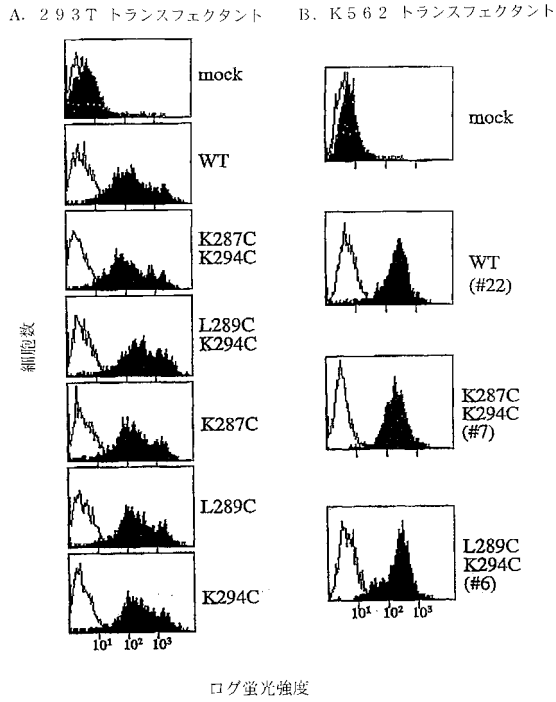 A. 293T トランスフェクタント
B. K562 トランスフェクタント
mock
WT
K287C
K294C
L289C
K294C
K287C
L289C
K294C
10¹ 10² 10³
mock
WT
(#22)
K287C
K294C
(#7)
L289C
K294C
(#6)
10¹ 10² 10³
細胞数
ログ蛍光強度